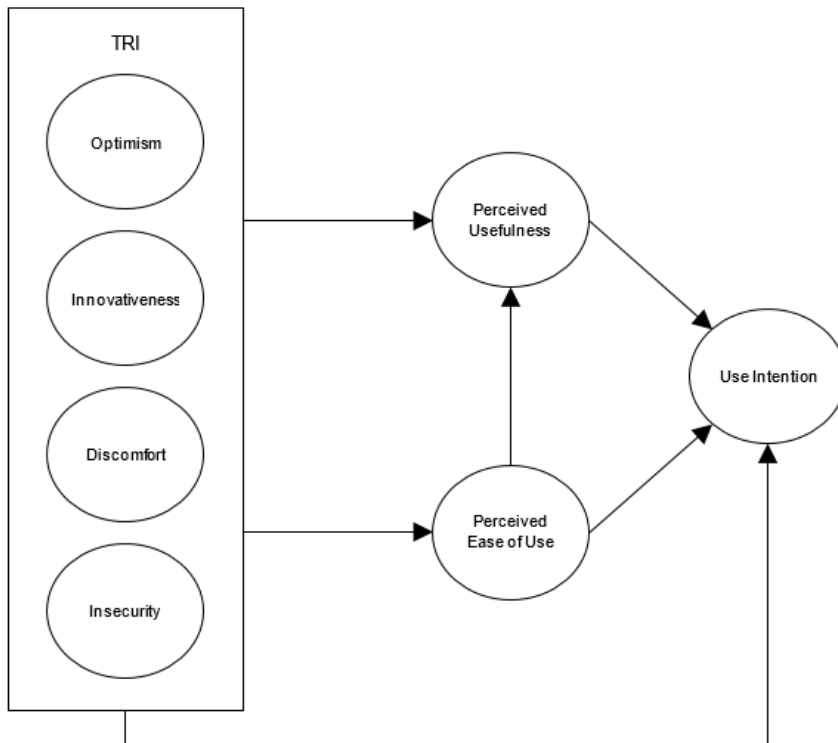 TRI
Optimism
Innovativeness
Discomfort
Insecurity
Perceived
Usefulness
Perceived
Ease of Use
Use Intention